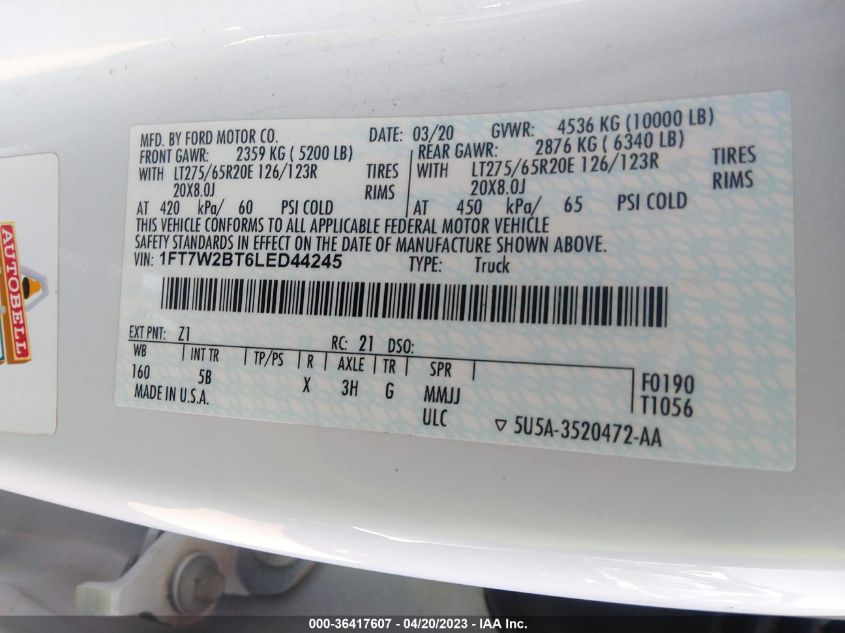 MFD. BY FORD MOTOR CO. DATE: 03/20 GVWR: 4536 KG (10000 LB)
FRONT GAWR: 2359 KG ( 5200 LB) REAR GAWR: 2876 KG ( 6340 LB)
WITH LT275/65R20E 126/123R TIRES WITH LT275/65R20E 126/123R TIRES
20X8.0J RIMS 20X8.0J RIMS
AT 420 kPa/ 60 PSI COLD AT 450 kPa/ 65 PSI COLD
THIS VEHICLE CONFORMS TO ALL APPLICABLE FEDERAL MOTOR VEHICLE
SAFETY STANDARDS IN EFFECT ON THE DATE OF MANUFACTURE SHOWN ABOVE.
VIN: 1FT7W2BT6LED44245 TYPE: Truck
EXT PNT: Z1 RC: 21 DSO:
WB INT TR TP/PS R AXLE TR SPR
160 5B X 3H G MMJJ F0190
MADE IN U.S.A. ULC T1056
▽ 5U5A-3520472-AA
AUTOBELL
000-36417607 - 04/20/2023 - IAA Inc.